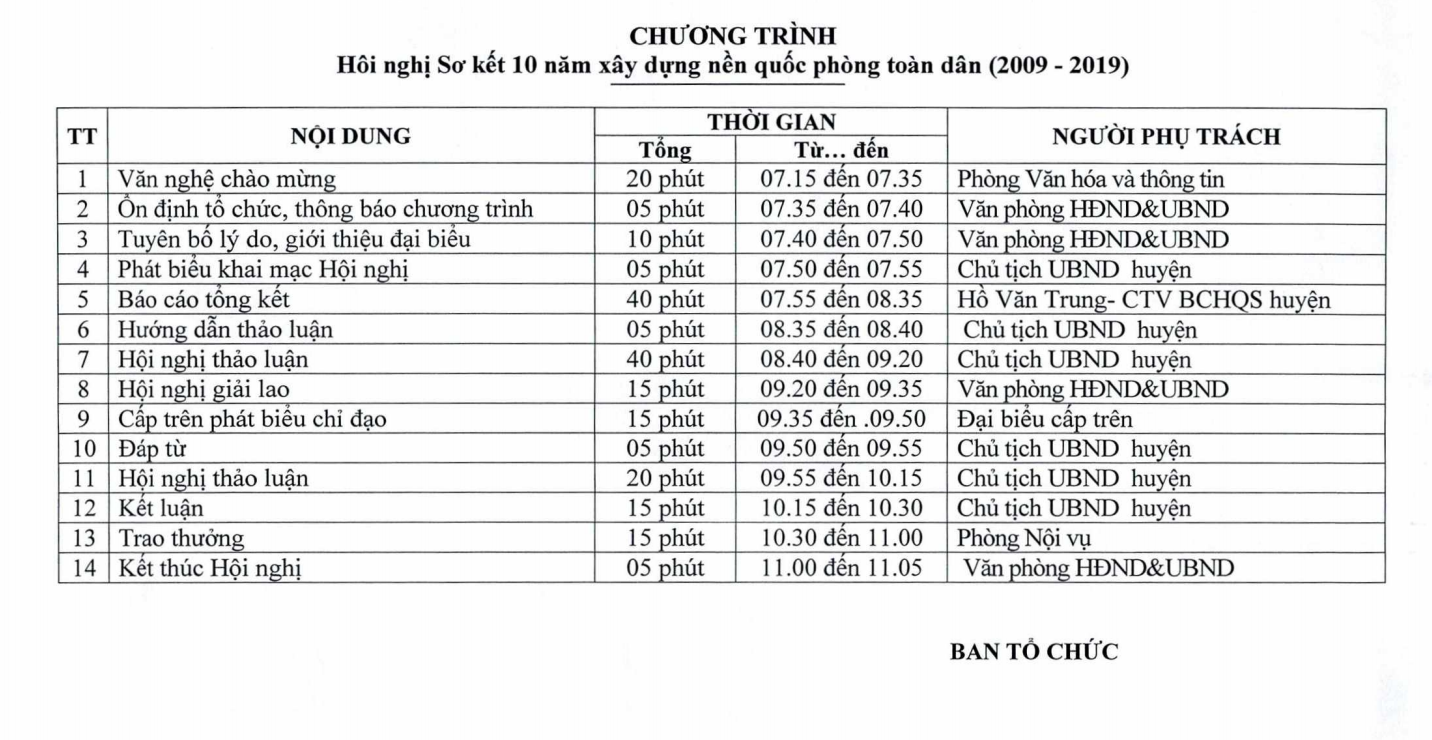 CHƯƠNG TRÌNH
Hôi nghị Sơ kết 10 năm xây dựng nền quốc phòng toàn dân (2009 - 2019)
TT NỘI DUNG THỜI GIAN NGƯỜI PHỤ TRÁCH
Tổng Từ... đến
1 Văn nghệ chào mừng 20 phút 07.15 đến 07.35 Phòng Văn hóa và thông tin
2 Ổn định tổ chức, thông báo chương trình 05 phút 07.35 đến 07.40 Văn phòng HĐND&UBND
3 Tuyên bố lý do, giới thiệu đại biểu 10 phút 07.40 đến 07.50 Văn phòng HĐND&UBND
4 Phát biểu khai mạc Hội nghị 05 phút 07.50 đến 07.55 Chủ tịch UBND huyện
5 Báo cáo tổng kết 40 phút 07.55 đến 08.35 Hồ Văn Trung- CTV BCHQS huyện
6 Hướng dẫn thảo luận 05 phút 08.35 đến 08.40 Chủ tịch UBND huyện
7 Hội nghị thảo luận 40 phút 08.40 đến 09.20 Chủ tịch UBND huyện
8 Hội nghị giải lao 15 phút 09.20 đến 09.35 Văn phòng HĐND&UBND
9 Cấp trên phát biểu chỉ đạo 15 phút 09.35 đến .09.50 Đại biểu cấp trên
10 Đáp từ 05 phút 09.50 đến 09.55 Chủ tịch UBND huyện
11 Hội nghị thảo luận 20 phút 09.55 đến 10.15 Chủ tịch UBND huyện
12 Kết luận 15 phút 10.15 đến 10.30 Chủ tịch UBND huyện
13 Trao thưởng 15 phút 10.30 đến 11.00 Phòng Nội vụ
14 Kết thúc Hội nghị 05 phút 11.00 đến 11.05 Văn phòng HĐND&UBND
BAN TỔ CHỨC